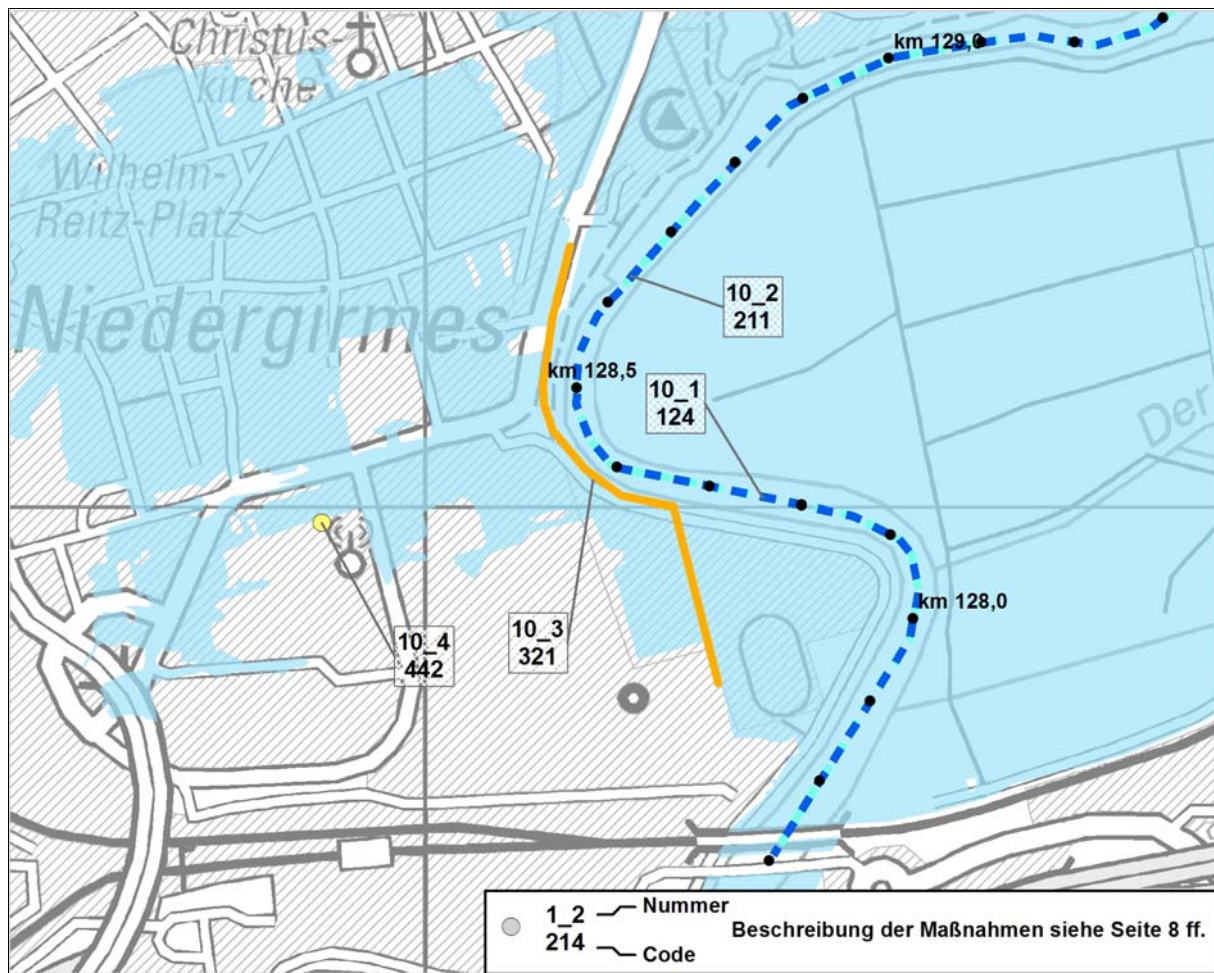 Christus-
kirche
km 129,0
Wilhelm-
Reitz-Platz
10_2
211
Niedergirmes
km 128,5
10_1
124
Der
10_4
442
10_3
321
km 128,0
1_2
214
Nummer
Code
Beschreibung der Maßnahmen siehe Seite 8 ff.